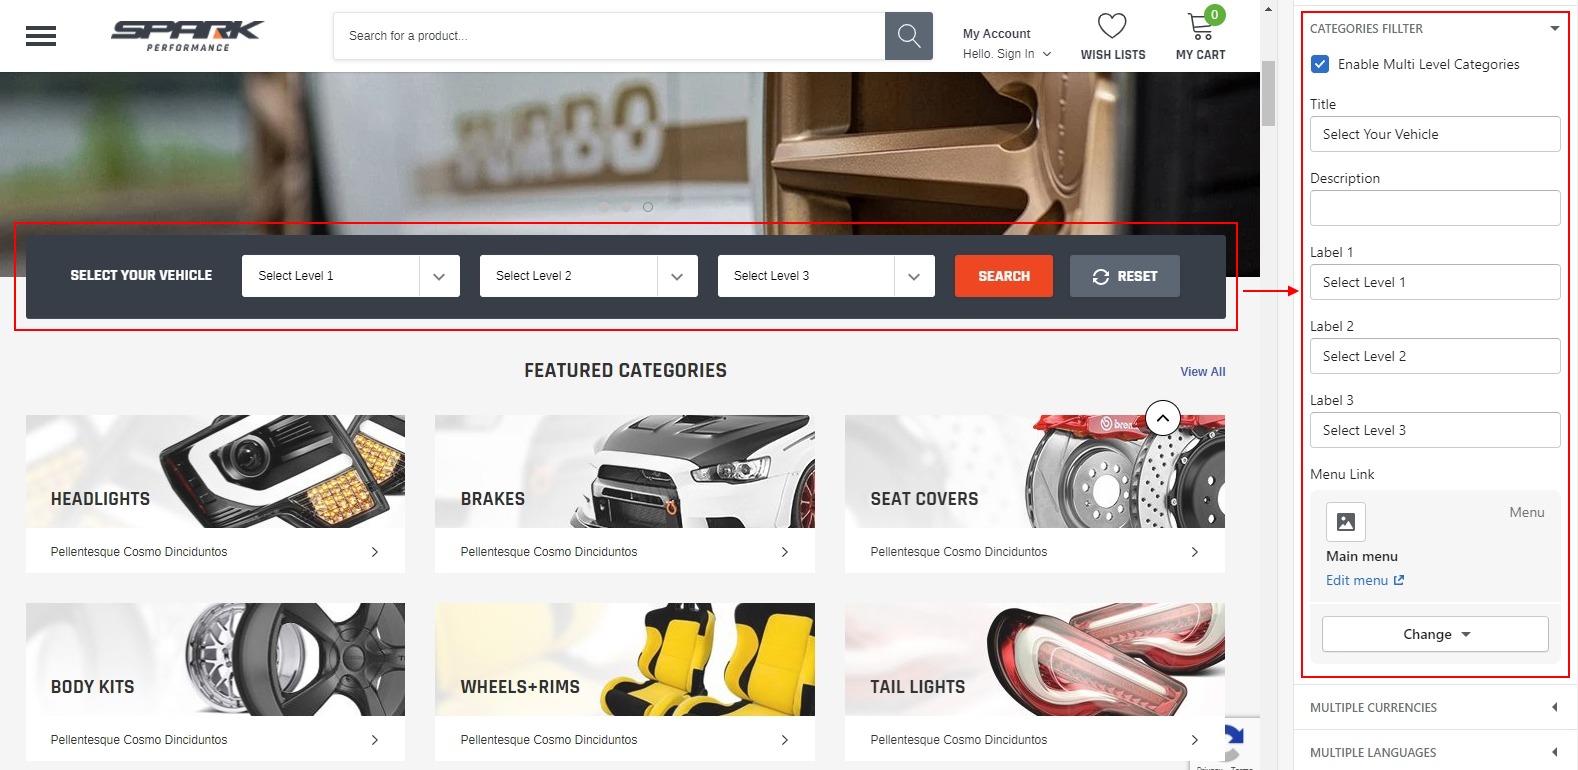 SPARK
PERFORMANCE
Search for a product...
My Account
Hello. Sign In
WISH LISTS
0
MY CART
TURBO
SELECT YOUR VEHICLE
Select Level 1
Select Level 2
Select Level 3
SEARCH
RESET
FEATURED CATEGORIES
View All
HEADLIGHTS
Pellentesque Cosmo Dinciduntos
BRAKES
Pellentesque Cosmo Dinciduntos
SEAT COVERS
Pellentesque Cosmo Dinciduntos
BODY KITS
Pellentesque Cosmo Dinciduntos
WHEELS+RIMS
Pellentesque Cosmo Dinciduntos
TAIL LIGHTS
Pellentesque Cosmo Dinciduntos
CATEGORIES FILLTER
Enable Multi Level Categories
Title
Select Your Vehicle
Description
Label 1
Select Level 1
Label 2
Select Level 2
Label 3
Select Level 3
Menu Link
Menu
Main menu
Edit menu
Change
MULTIPLE CURRENCIES
MULTIPLE LANGUAGES